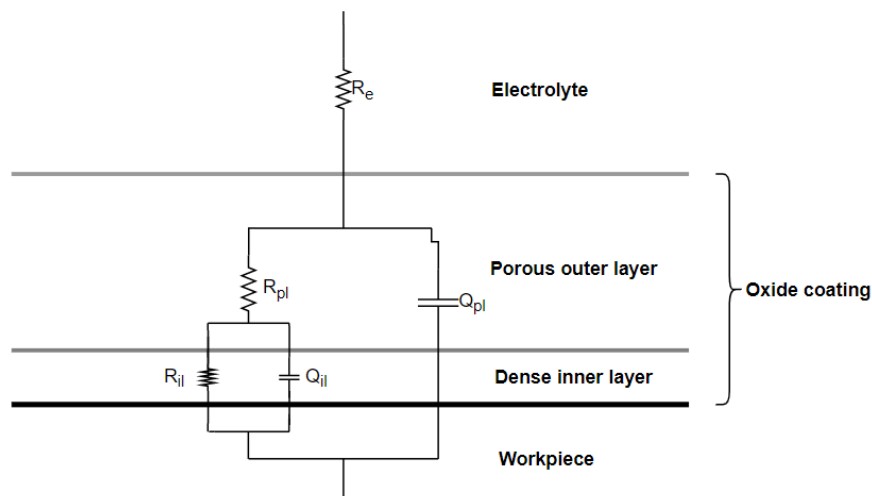 Re
Electrolyte
Porous outer layer
Rpl
Qpl
Oxide coating
Ril
Qil
Dense inner layer
Workpiece